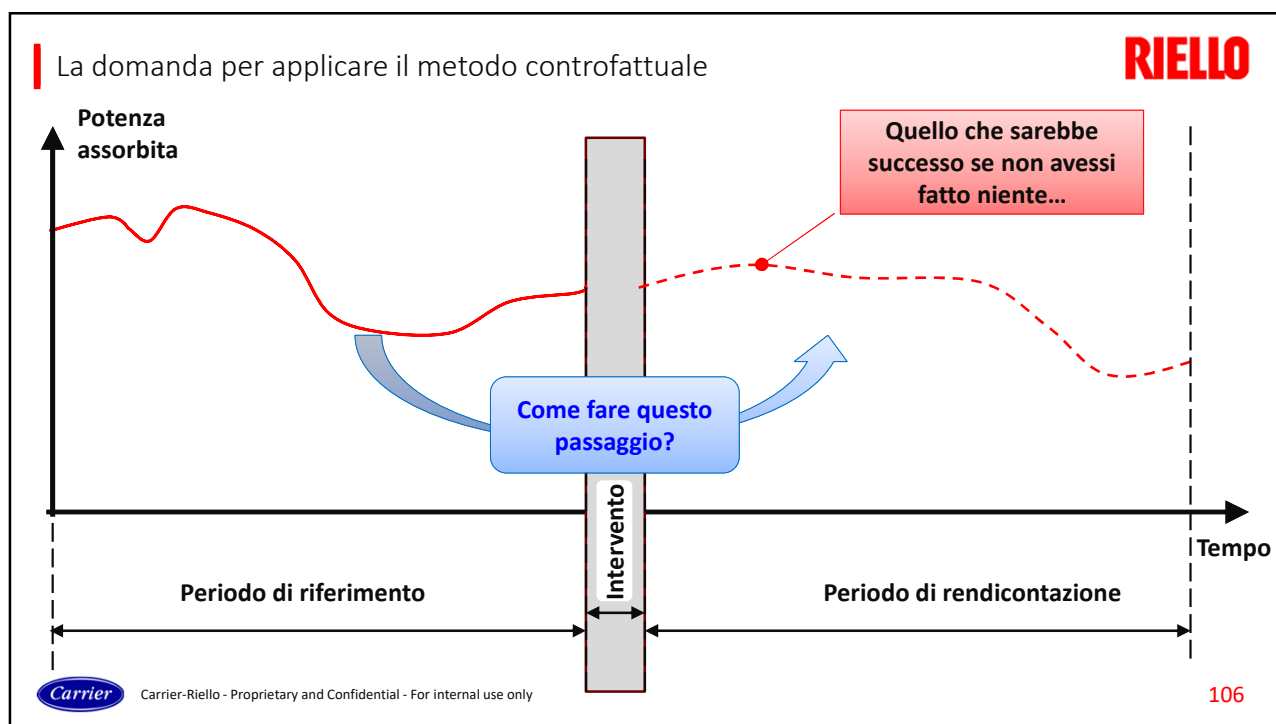 La domanda per applicare il metodo controfattuale
RIELLO
Potenza
assorbita
Quello che sarebbe
successo se non avessi
fatto niente…
Come fare questo
passaggio?
Intervento
Tempo
Periodo di riferimento
Periodo di rendicontazione
Carrier
Carrier-Riello - Proprietary and Confidential - For internal use only
106